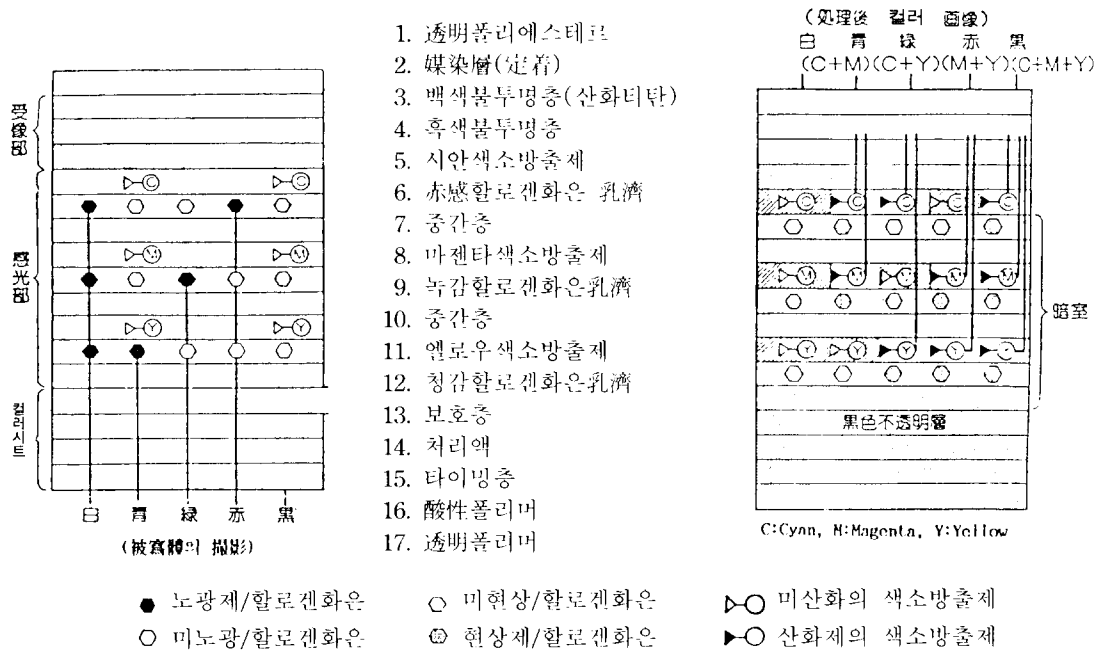 受像部
感光部
컬러시트
C
C
M
M
Y
Y
白 靑 緑 赤 黒
(被寫體의 撮影)
1. 透明폴리에스테르
2. 媒染層(定着)
3. 백색불투명층(산화티탄)
4. 흑색불투명층
5. 시안색소방출제
6. 赤感할로겐화은 乳濟
7. 중간층
8. 마젠타색소방출제
9. 녹감할로겐화은乳濟
10. 중간층
11. 옐로우색소방출제
12. 청감할로겐화은乳濟
13. 보호층
14. 처리액
15. 타이밍층
16. 酸性폴리머
17. 透明폴리머
(処理後 컬러 画像)
白 青 緑 赤 黒
(C+M)(C+Y)(M+Y)(C+M+Y)
C C C C C
M M M M M
Y Y Y Y Y
暗室
黒色不透明層
C:Cyan, M:Magenta, Y:Yellow
노광제/할로겐화은
미현상/할로겐화은
미산화의 색소방출제
미노광/할로겐화은
현상제/할로겐화은
산화제의 색소방출제